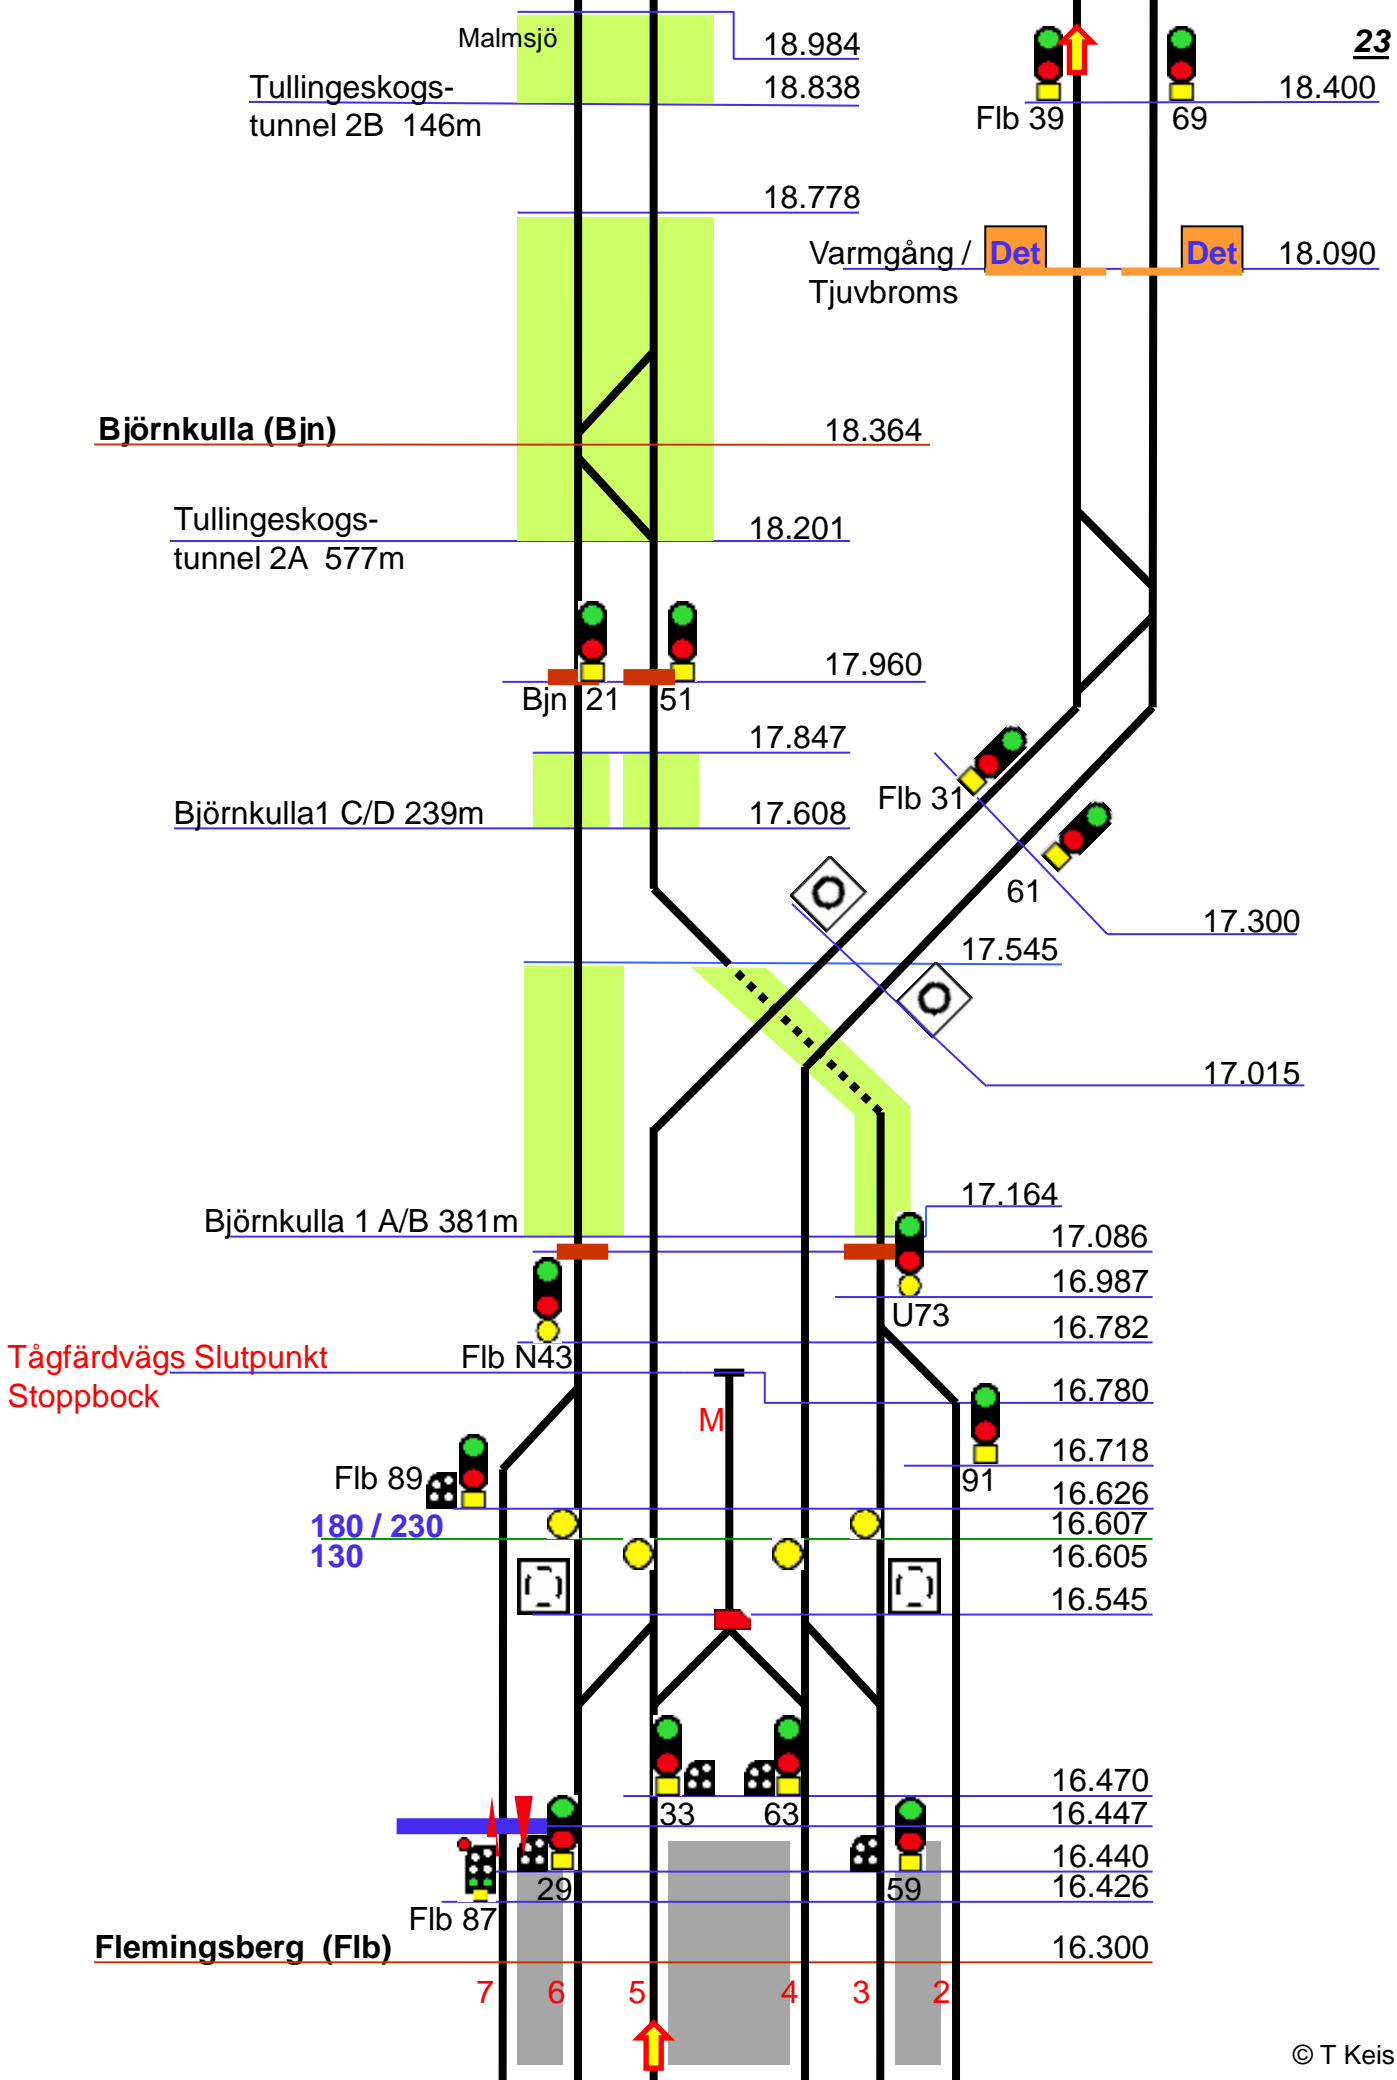 Malmsjö
18.984
23
Tullingeskogs-
18.838
18.400
tunnel 2B 146m
Flb 39
69
18.778
Varmgång /
Det
Det
18.090
Tjuvbroms
Björnkulla (Bjn)
18.364
Tullingeskogs-
18.201
tunnel 2A 577m
17.960
Bjn 21
51
17.847
Flb 31
Björnkulla1 C/D 239m
17.608
61
17.300
17.545
17.015
17.164
Björnkulla 1 A/B 381m
17.086
16.987
U73
16.782
Tågfärdvägs Slutpunkt
Flb N43
Stoppbock
16.780
M
16.718
Flb 89
91
16.626
180 / 230
16.607
130
16.605
16.545
16.470
33
63
16.447
16.440
29
59
16.426
Flb 87
Flemingsberg (Flb)
16.300
7 6 5 4 3 2
© T Keis